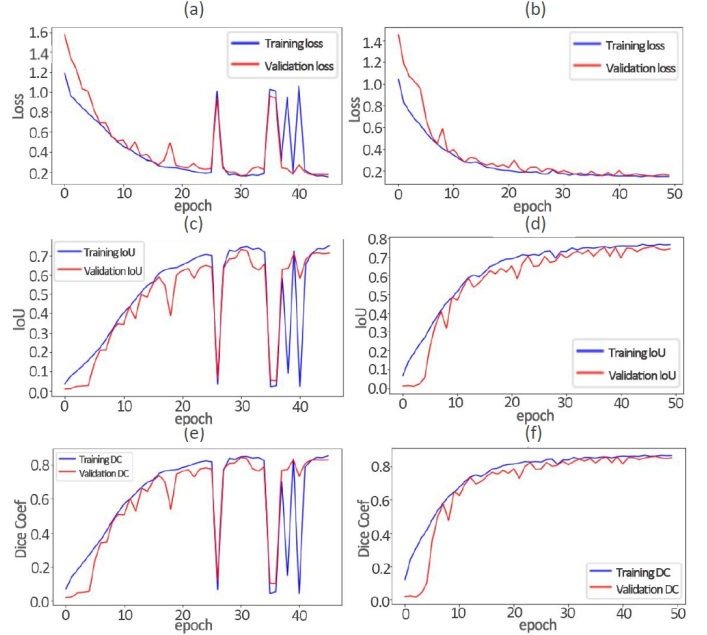 (a)
1.6
1.4
1.2
1.0
0.8
0.6
0.4
0.2
Loss
Training loss
Validation loss
0 10 20 30 40
epoch
(b)
1.4
1.2
1.0
0.8
0.6
0.4
0.2
Loss
Training loss
Validation loss
0 10 20 30 40 50
epoch
(c)
0.7
0.6
0.5
0.4
0.3
0.2
0.1
0.0
IoU
Training IoU
Validation IoU
0 10 20 30 40
epoch
(d)
0.8
0.7
0.6
0.5
0.4
0.3
0.2
0.1
0.0
IoU
Training IoU
Validation IoU
0 10 20 30 40 50
epoch
(e)
0.8
0.6
0.4
0.2
0.0
Dice Coef
Training DC
Validation DC
0 10 20 30 40
epoch
(f)
0.8
0.6
0.4
0.2
0.0
Dice Coef
Training DC
Validation DC
0 10 20 30 40 50
epoch